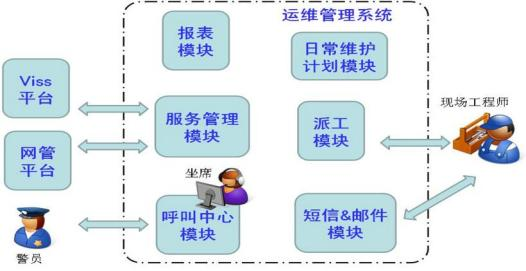 运维管理系统
报表
模块
日常维护
计划模块
Viss
平台
服务管理
模块
派工
模块
现场工程师
网管
平台
坐席
呼叫中心
模块
短信&邮件
模块
警员